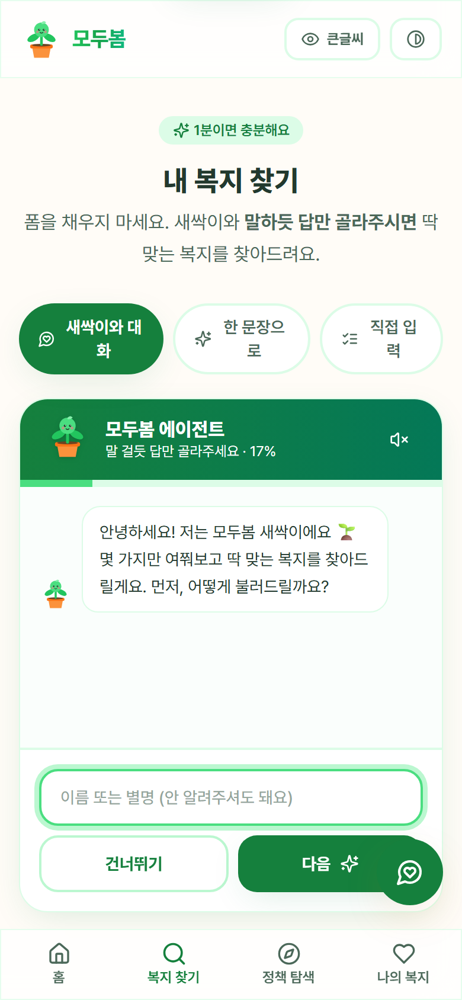 모두봄
큰글씨
1분이면 충분해요
내 복지 찾기
폼을 채우지 마세요. 새싹이와 말하듯 답만 골라주시면 딱
맞는 복지를 찾아드려요.
새싹이와 대
화
한 문장으
로
직접 입
력
모두봄 에이전트
말 걸듯 답만 골라주세요 · 17%
안녕하세요! 저는 모두봄 새싹이에요 🌱
몇 가지만 여쭤보고 딱 맞는 복지를 찾아드
릴게요. 먼저, 어떻게 불러드릴까요?
이름 또는 별명 (안 알려주셔도 돼요)
건너뛰기
다음
홈
복지 찾기
정책 탐색
나의 복지